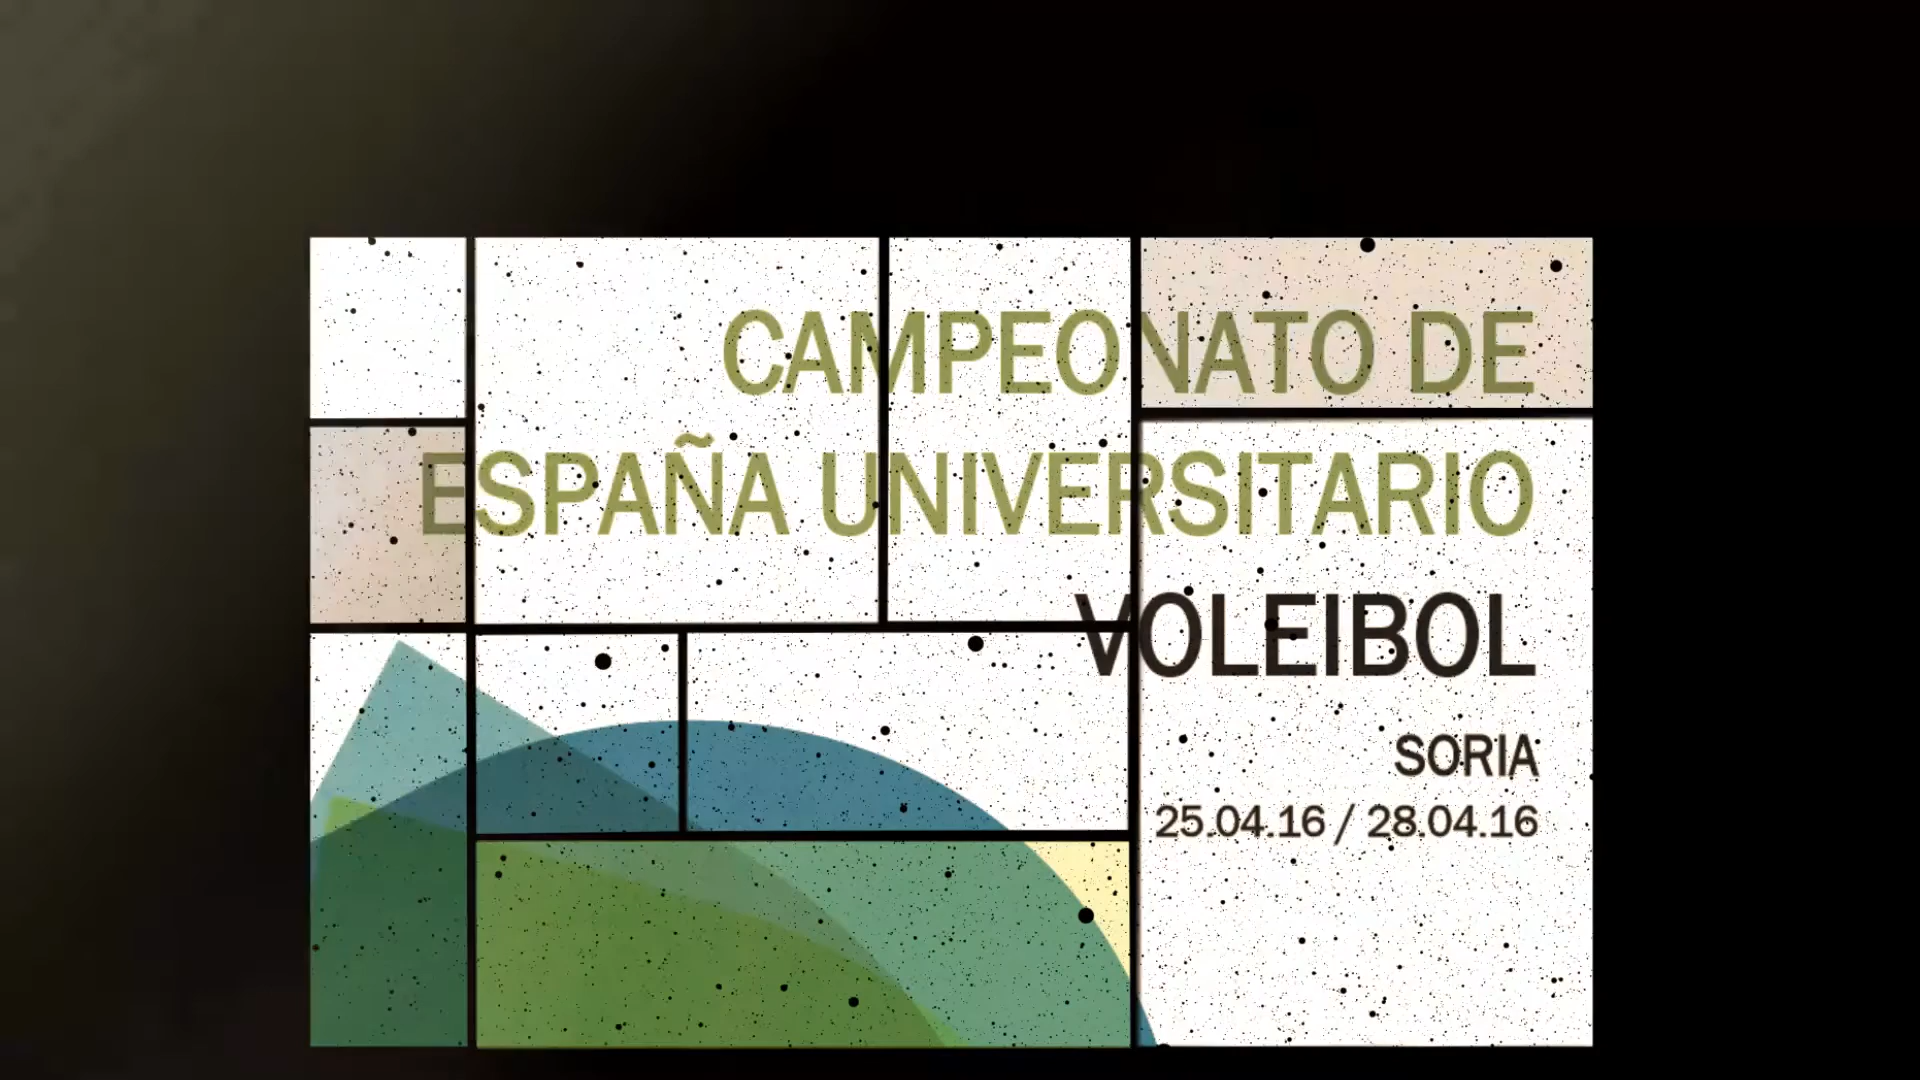 CAMPEONATO DE
ESPAÑA UNIVERSITARIO
VOLEIBOL
SORIA
25.04.16 / 28.04.16